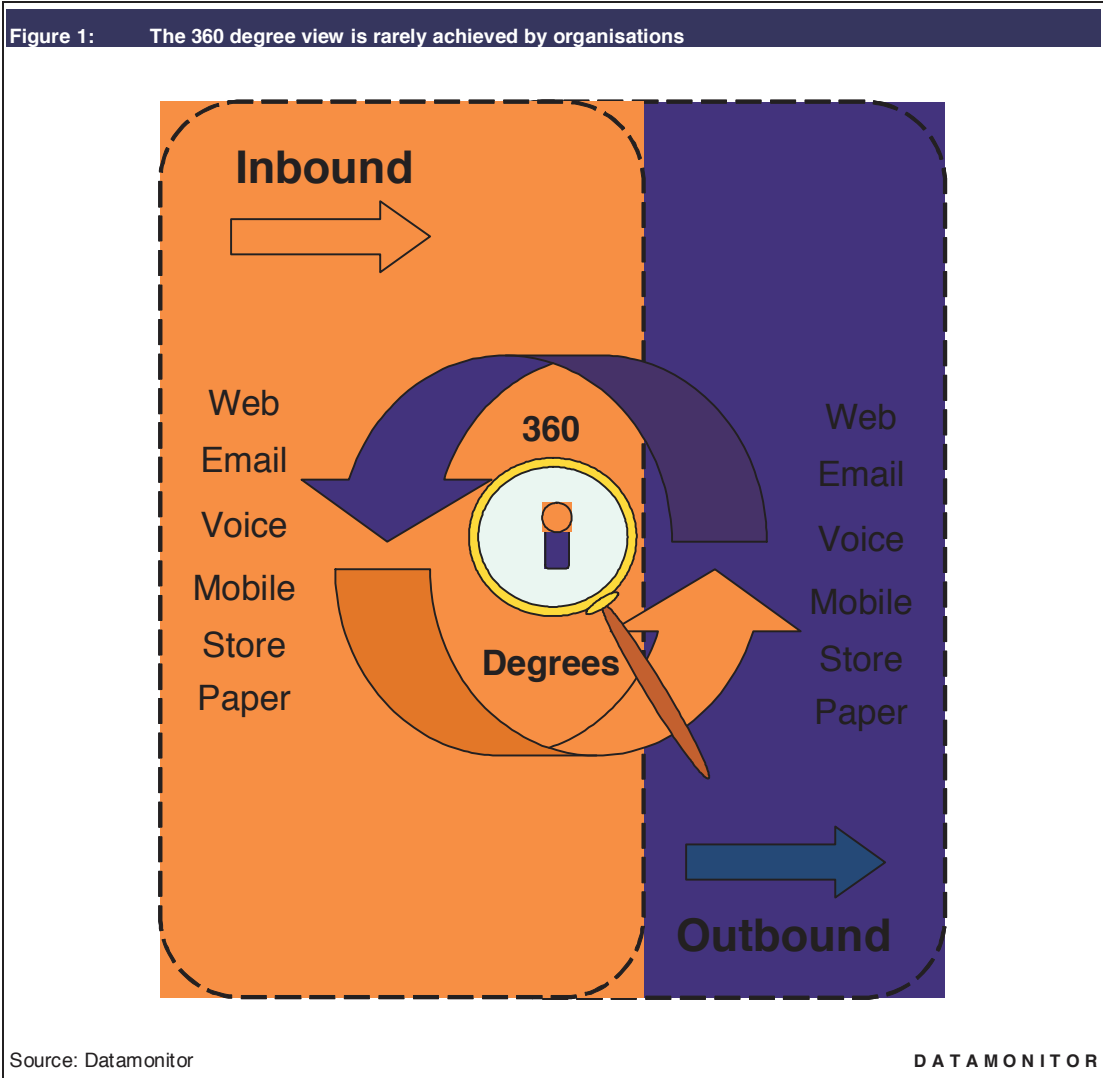 Figure 1: The 360 degree view is rarely achieved by organisations
Inbound
Web
Email
Voice
Mobile
Store
Paper
360
Degrees
Web
Email
Voice
Mobile
Store
Paper
Outbound
Source: Datamonitor
DATAMONITOR